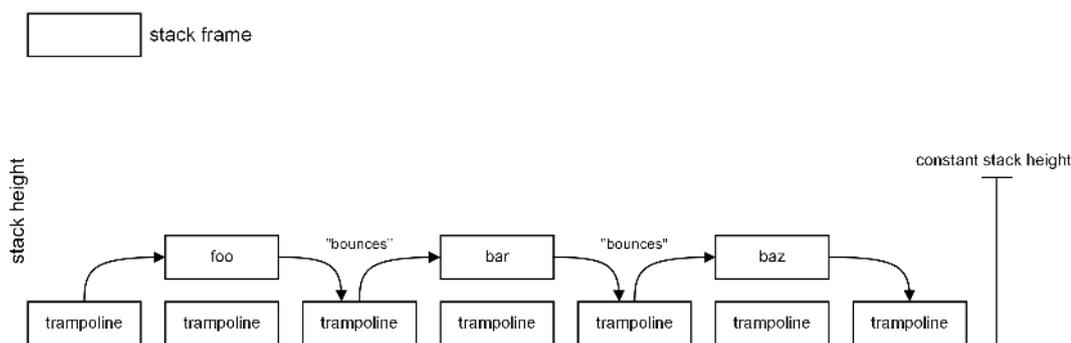 stack frame
stack height
constant stack height
foo
"bounces"
bar
"bounces"
baz
trampoline
trampoline
trampoline
trampoline
trampoline
trampoline
trampoline